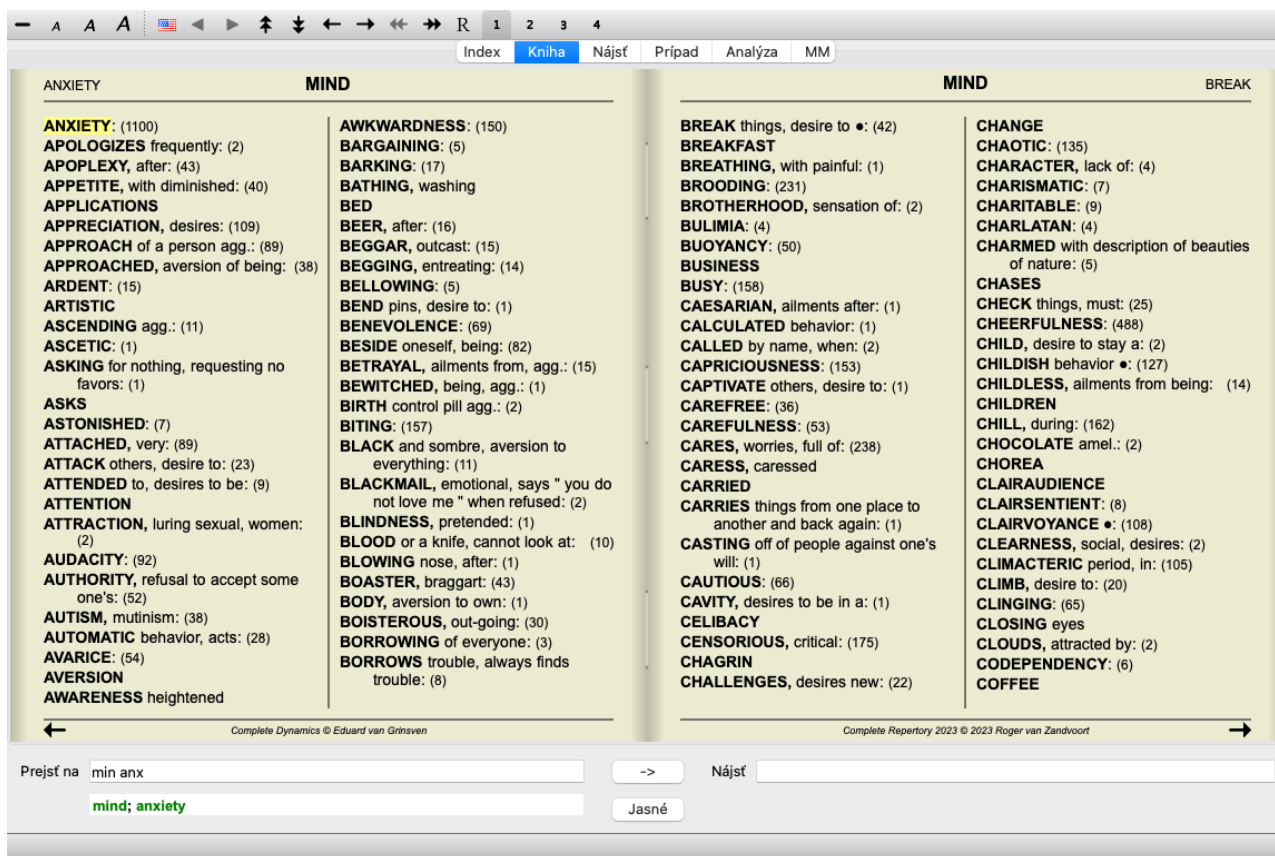 A A A R 1 2 3 4
Index Kniha Nájsť Prípad Analýza MM
ANXIETY MIND
ANXIETY: (1100)
APOLOGIZES frequently: (2)
APOPLEXY, after: (43)
APPETITE, with diminished: (40)
APPLICATIONS
APPRECIATION, desires: (109)
APPROACH of a person agg.: (89)
APPROACHED, aversion of being: (38)
ARDENT: (15)
ARTISTIC
ASCENDING agg.: (11)
ASCETIC: (1)
ASKING for nothing, requesting no
favors: (1)
ASKS
ASTONISHED: (7)
ATTACHED, very: (89)
ATTACK others, desire to: (23)
ATTENDED to, desires to be: (9)
ATTENTION
ATTRACTION, luring sexual, women:
(2)
AUDACITY: (92)
AUTHORITY, refusal to accept some
one's: (52)
AUTISM, mutinism: (38)
AUTOMATIC behavior, acts: (28)
AVARICE: (54)
AVERSION
AWARENESS heightened
AWKWARDNESS: (150)
BARGAINING: (5)
BARKING: (17)
BATHING, washing
BED
BEER, after: (16)
BEGGAR, outcast: (15)
BEGGING, entreating: (14)
BELLOWING: (5)
BEND pins, desire to: (1)
BENEVOLENCE: (69)
BESIDE oneself, being: (82)
BETRAYAL, ailments from, agg.: (15)
BEWITCHED, being, agg.: (1)
BIRTH control pill agg.: (2)
BITING: (157)
BLACK and sombre, aversion to
everything: (11)
BLACKMAIL, emotional, says " you do
not love me " when refused: (2)
BLINDNESS, pretended: (1)
BLOOD or a knife, cannot look at: (10)
BLOWING nose, after: (1)
BOASTER, braggart: (43)
BODY, aversion to own: (1)
BOISTEROUS, out-going: (30)
BORROWING of everyone: (3)
BORROWS trouble, always finds
trouble: (8)
Complete Dynamics © Eduard van Grinsven
MIND BREAK
BREAK things, desire to ●: (42)
BREAKFAST
BREATHING, with painful: (1)
BROODING: (231)
BROTHERHOOD, sensation of: (2)
BULIMIA: (4)
BUOYANCY: (50)
BUSINESS
BUSY: (158)
CAESARIAN, ailments after: (1)
CALCULATED behavior: (1)
CALLED by name, when: (2)
CAPRICIOUSNESS: (153)
CAPTIVATE others, desire to: (1)
CAREFREE: (36)
CAREFULNESS: (53)
CARES, worries, full of: (238)
CARESS, caressed
CARRIED
CARRIES things from one place to
another and back again: (1)
CASTING off of people against one's
will: (1)
CAUTIOUS: (66)
CAVITY, desires to be in a: (1)
CELIBACY
CENSORIOUS, critical: (175)
CHAGRIN
CHALLENGES, desires new: (22)
CHANGE
CHAOTIC: (135)
CHARACTER, lack of: (4)
CHARISMATIC: (7)
CHARITABLE: (9)
CHARLATAN: (4)
CHARMED with description of beauties
of nature: (5)
CHASES
CHECK things, must: (25)
CHEERFULNESS: (488)
CHILD, desire to stay a: (2)
CHILDISH behavior ●: (127)
CHILDLESS, ailments from being: (14)
CHILDREN
CHILL, during: (162)
CHOCOLATE amel.: (2)
CHOREA
CLAIRAUDIENCE
CLAIRSENTIENT: (8)
CLAIRVOYANCE ●: (108)
CLEARNESS, social, desires: (2)
CLIMACTERIC period, in: (105)
CLIMB, desire to: (20)
CLINGING: (65)
CLOSING eyes
CLOUDS, attracted by: (2)
CODEPENDENCY: (6)
COFFEE
Complete Repertory 2023 © 2023 Roger van Zandvoort
Prejsť na min anx -> Nájsť
mind; anxiety Jasné